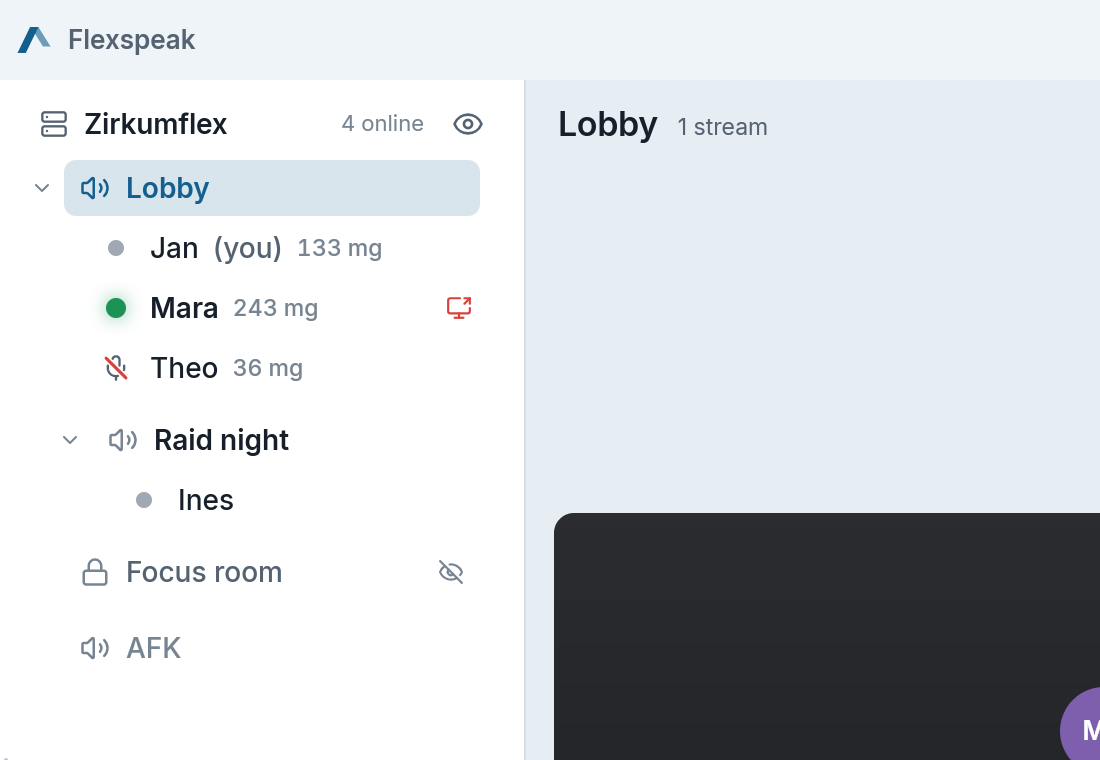 Flexspeak
Zirkumflex 4 online
Lobby 1 stream
Lobby
Jan (you) 133 mg
Mara 243 mg
Theo 36 mg
Raid night
Ines
Focus room
AFK
M